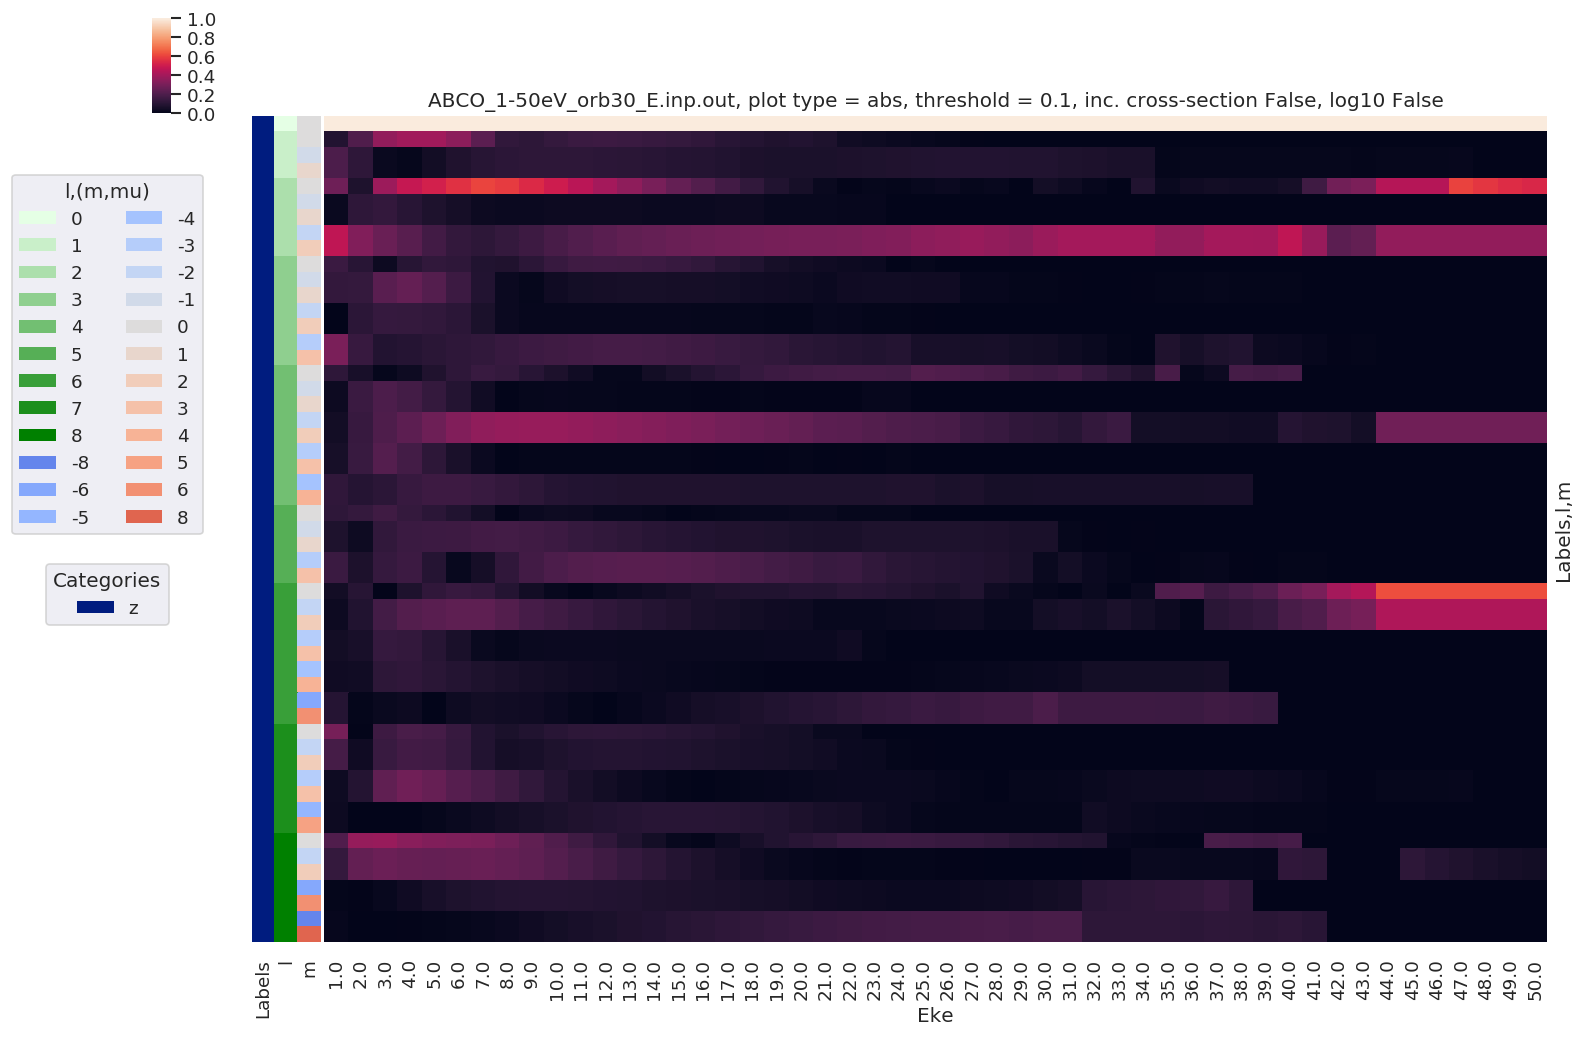 1.0
0.8
0.6
0.4
0.2
0.0
ABCO_1-50eV_orb30_E.inp.out, plot type = abs, threshold = 0.1, inc. cross-section False, log10 False
l,(m,mu)
0 -4
1 -3
2 -2
3 -1
4 0
5 1
6 2
7 3
8 4
-8 5
-6 6
-5 8
Categories
z
Labels,l,m
Labels l m 1.0 2.0 3.0 4.0 5.0 6.0 7.0 8.0 9.0 10.0 11.0 12.0 13.0 14.0 15.0 16.0 17.0 18.0 19.0 20.0 21.0 22.0 23.0 24.0 25.0 26.0 27.0 28.0 29.0 30.0 31.0 32.0 33.0 34.0 35.0 36.0 37.0 38.0 39.0 40.0 41.0 42.0 43.0 44.0 45.0 46.0 47.0 48.0 49.0 50.0
Eke